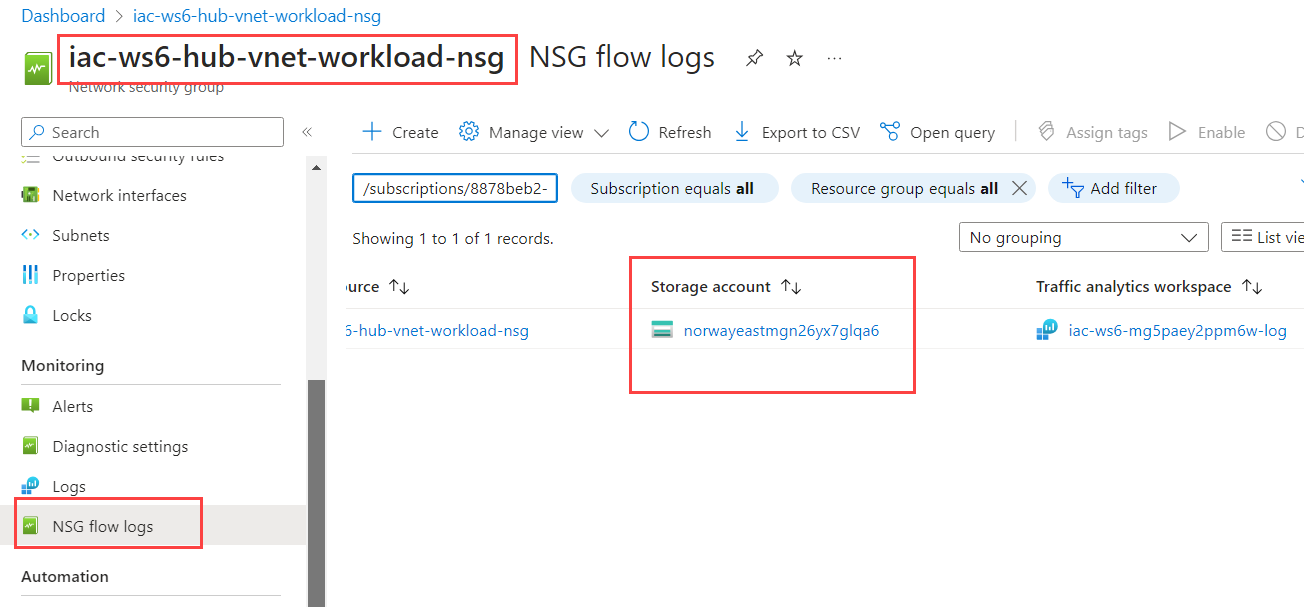 Dashboard > iac-ws6-hub-vnet-workload-nsg
iac-ws6-hub-vnet-workload-nsg NSG flow logs ...
Network security group
Search «
Create Manage view Refresh Export to CSV Open query Assign tags Enable D
/subscriptions/8878beb2- Subscription equals all Resource group equals all Add filter
Showing 1 to 1 of 1 records. No grouping List vie
urce ↑↓ Storage account ↑↓ Traffic analytics workspace ↑↓
6-hub-vnet-workload-nsg norwayeastmgn26yx7glqa6 iac-ws6-mg5paey2ppm6w-log
Outbound security rules
Network interfaces
Subnets
Properties
Locks
Monitoring
Alerts
Diagnostic settings
Logs
NSG flow logs
Automation